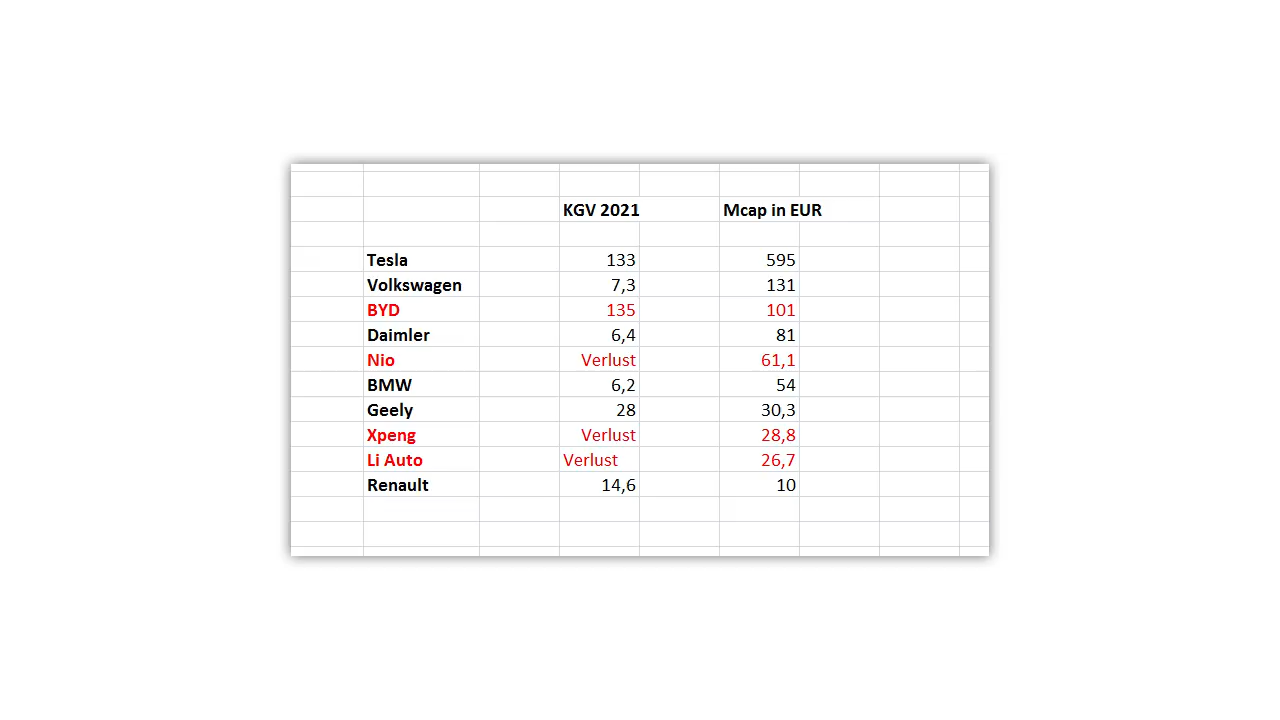 KGV 2021 Mcap in EUR
Tesla 133 595
Volkswagen 7,3 131
BYD 135 101
Daimler 6,4 81
Nio Verlust 61,1
BMW 6,2 54
Geely 28 30,3
Xpeng Verlust 28,8
Li Auto Verlust 26,7
Renault 14,6 10